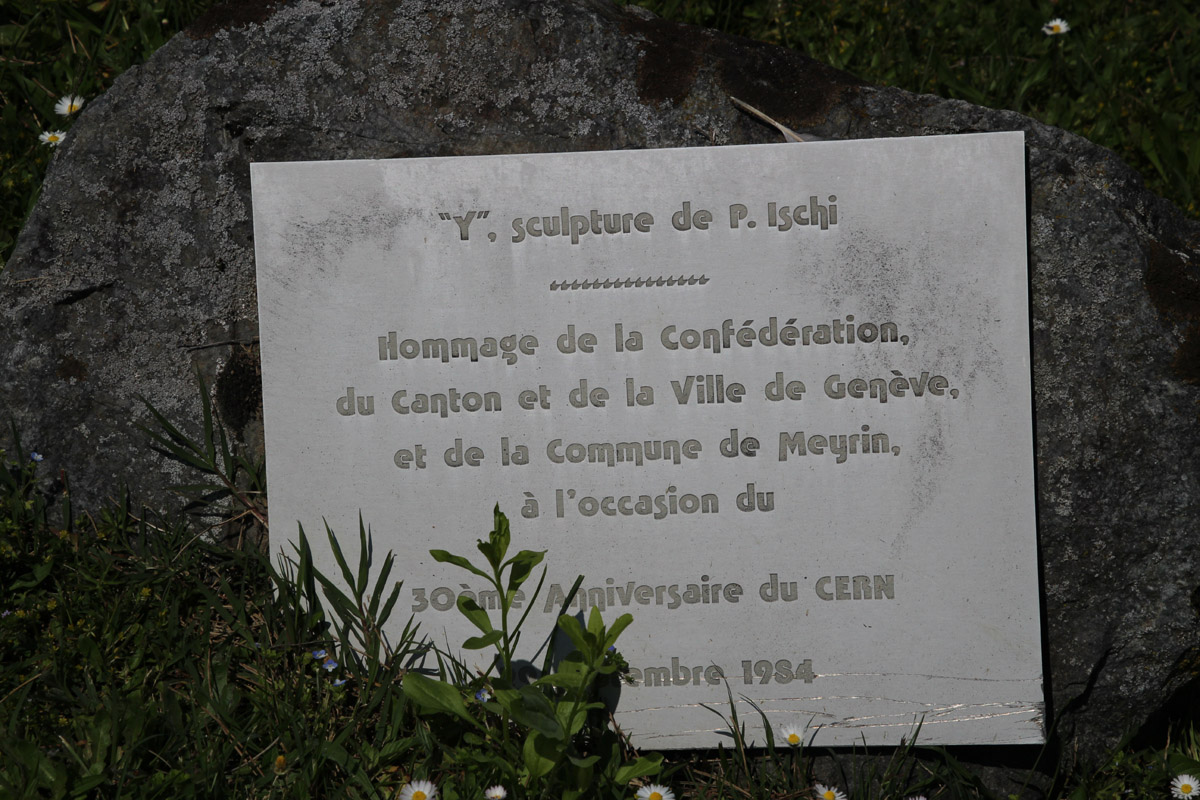 "Y", sculpture de P. Ischi
Hommage de la Confédération,
du Canton et de la Ville de Genève,
et de la Commune de Meyrin,
à l'occasion du
30ème Anniversaire du CERN
1984